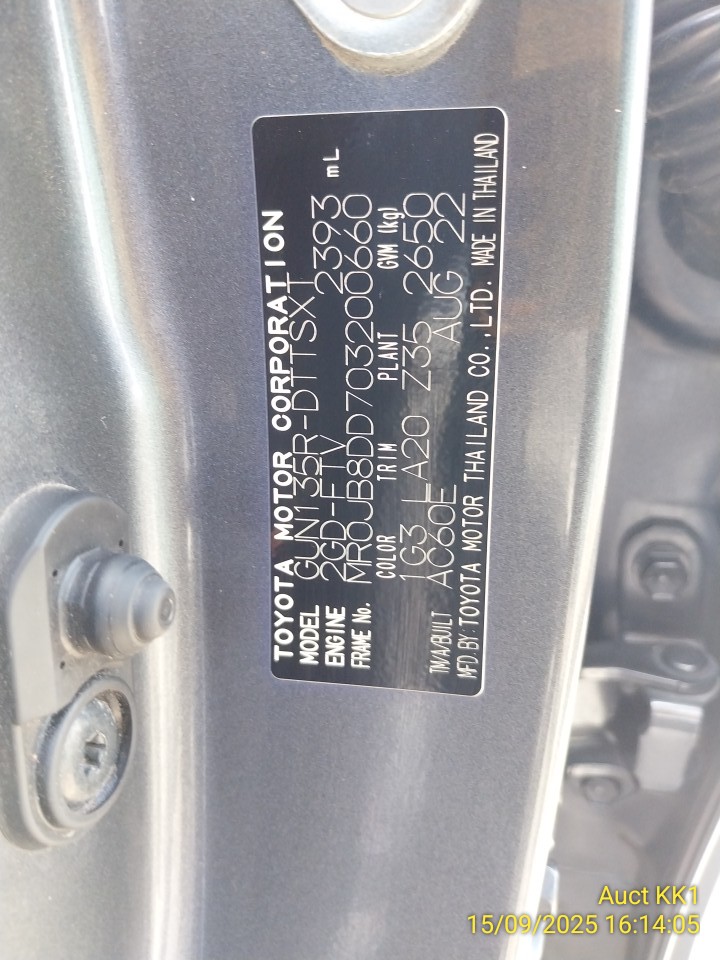 TOYOTA MOTOR CORPORATION
MODEL GUN135R-DTTSXT
ENGINE 2GD-FTV 2393 mL
FRAME No. MR0JB8DD703200660
COLOR TRIM PLANT GVM (kg)
1G3 LA20 Z35 2650
TM/A/BUILT AC60E AUG 22
MFD.BY:TOYOTA MOTOR THAILAND CO.,LTD. MADE IN THAILAND
Auct KK1
15/09/2025 16:14:05